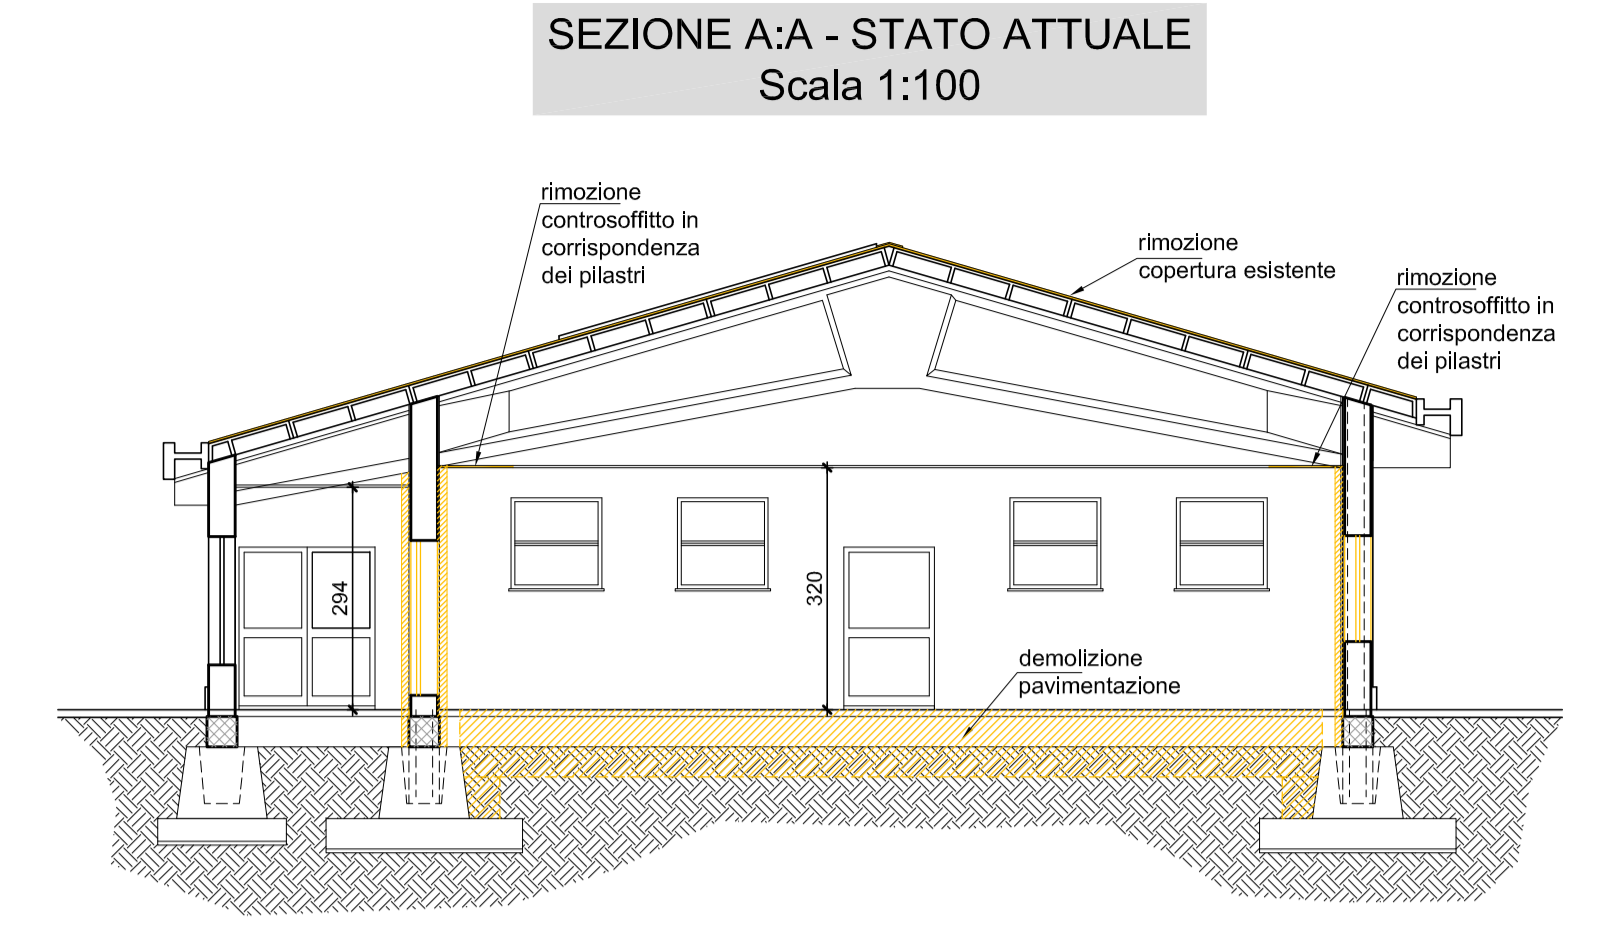 SEZIONE A:A - STATO ATTUALE
Scala 1:100
rimozione
controsoffitto in
corrispondenza
dei pilastri
rimozione
copertura esistente
rimozione
controsoffitto in
corrispondenza
dei pilastri
294
320
demolizione
pavimentazione